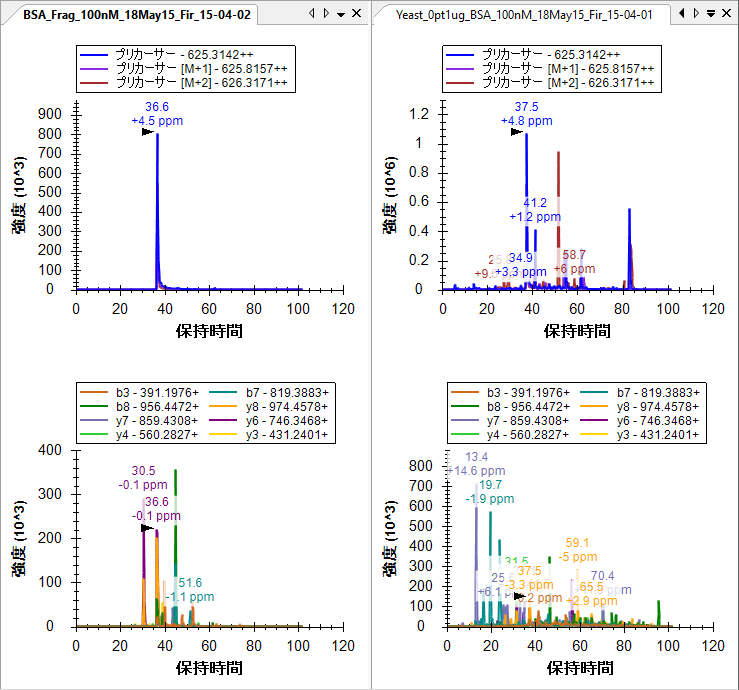 BSA_Frag_100nM_18May15_Fir_15-04-02
プリカーサー - 625.3142++
プリカーサー [M+1] - 625.8157++
プリカーサー [M+2] - 626.3171++
36.6
+4.5 ppm
強度 (10^3)
900
800
700
600
500
400
300
200
100
0
0 20 40 60 80 100 120
保持時間
b3 - 391.1976+ b7 - 819.3883+
b8 - 956.4472+ y8 - 974.4578+
y7 - 859.4308+ y6 - 746.3468+
y4 - 560.2827+ y3 - 431.2401+
30.5
-0.1 ppm
36.6
-0.1 ppm
51.6
-1.1 ppm
強度 (10^3)
400
300
200
100
0
0 20 40 60 80 100 120
保持時間
Yeast_0pt1ug_BSA_100nM_18May15_Fir_15-04-01
プリカーサー - 625.3142++
プリカーサー [M+1] - 625.8157++
プリカーサー [M+2] - 626.3171++
37.5
+4.8 ppm
41.2
+1.2 ppm
34.9
+3.3 ppm
58.7
+6 ppm
強度 (10^6)
1.2
1
0.8
0.6
0.4
0.2
0
0 20 40 60 80 100 120
保持時間
b3 - 391.1976+ b7 - 819.3883+
b8 - 956.4472+ y8 - 974.4578+
y7 - 859.4308+ y6 - 746.3468+
y4 - 560.2827+ y3 - 431.2401+
13.4
+14.6 ppm
19.7
-1.9 ppm
31.5
37.5
-3.3 ppm
59.1
-5 ppm
70.4
65.9
+2.9 ppm
強度 (10^3)
800
700
600
500
400
300
200
100
0
0 20 40 60 80 100 120
保持時間